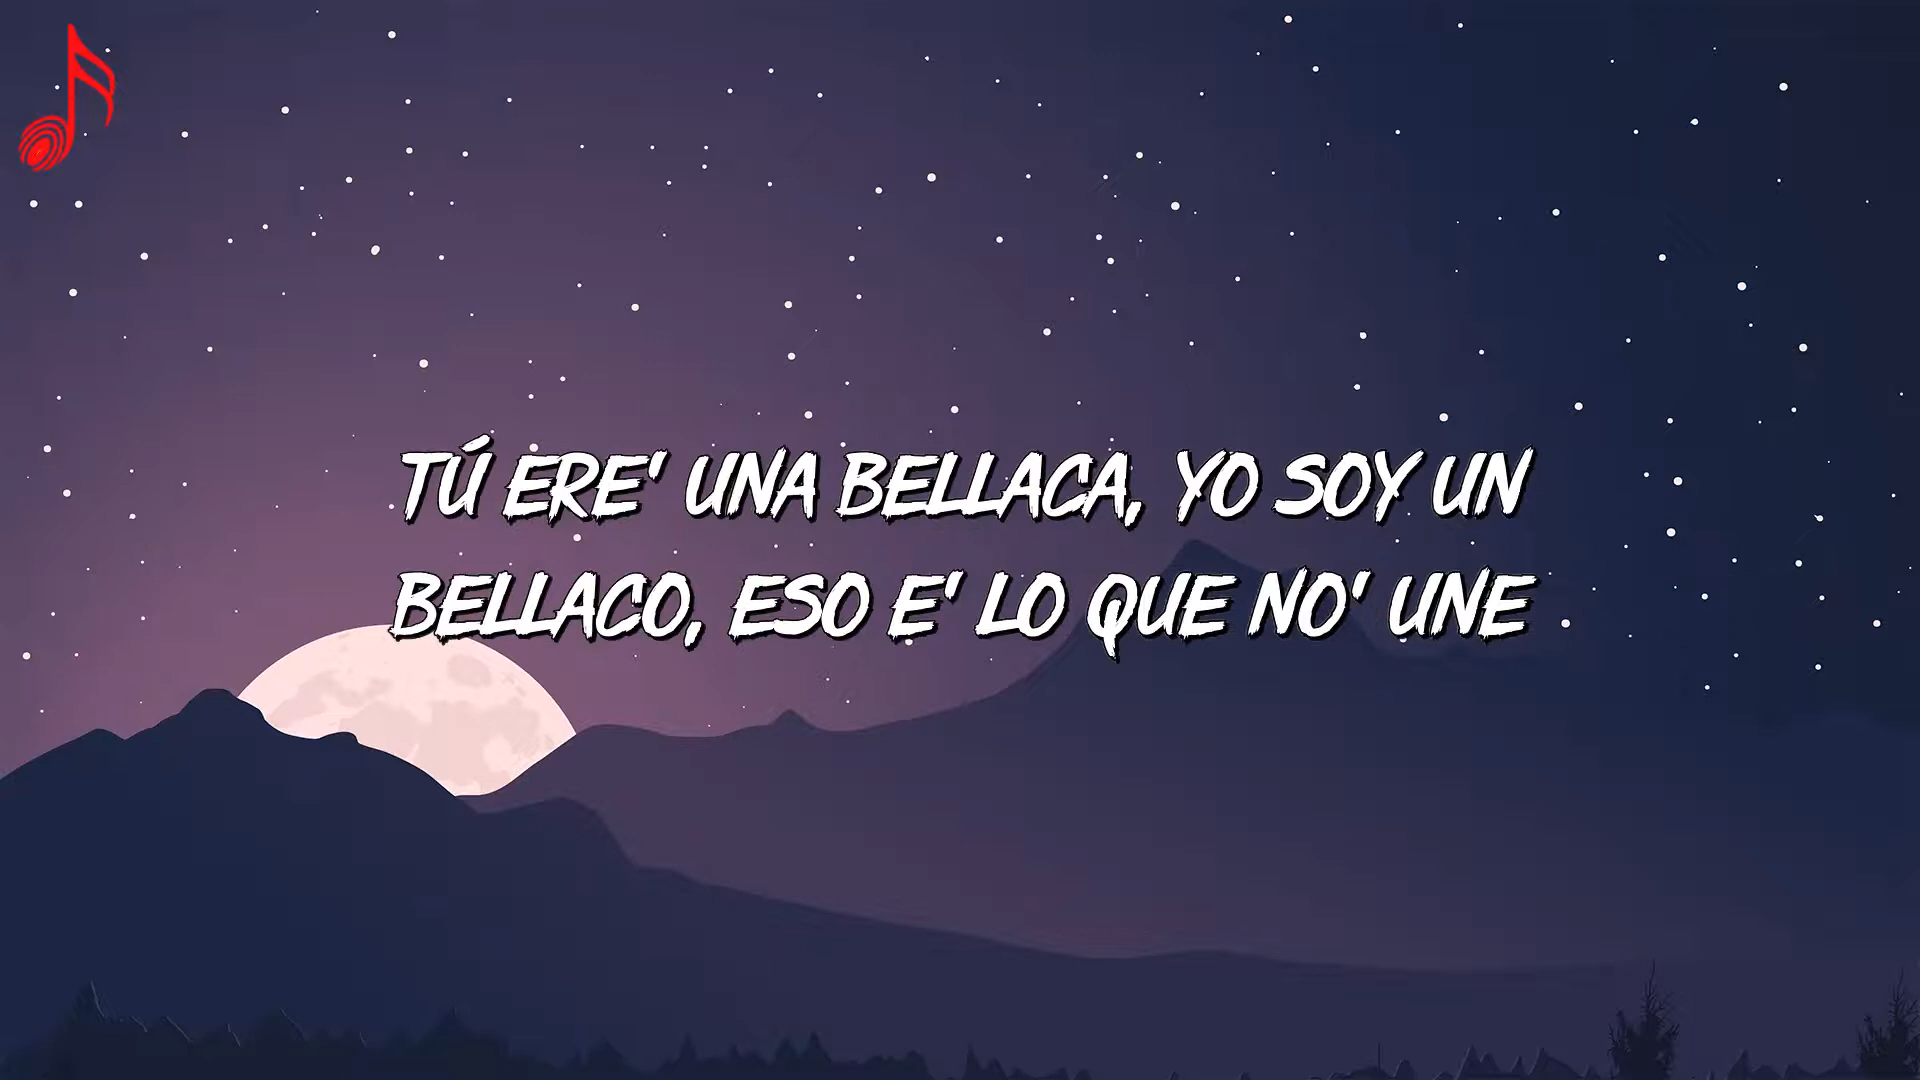 TÚ ERE' UNA BELLACA, YO SOY UN
BELLACO, ESO E' LO QUE NO' UNE